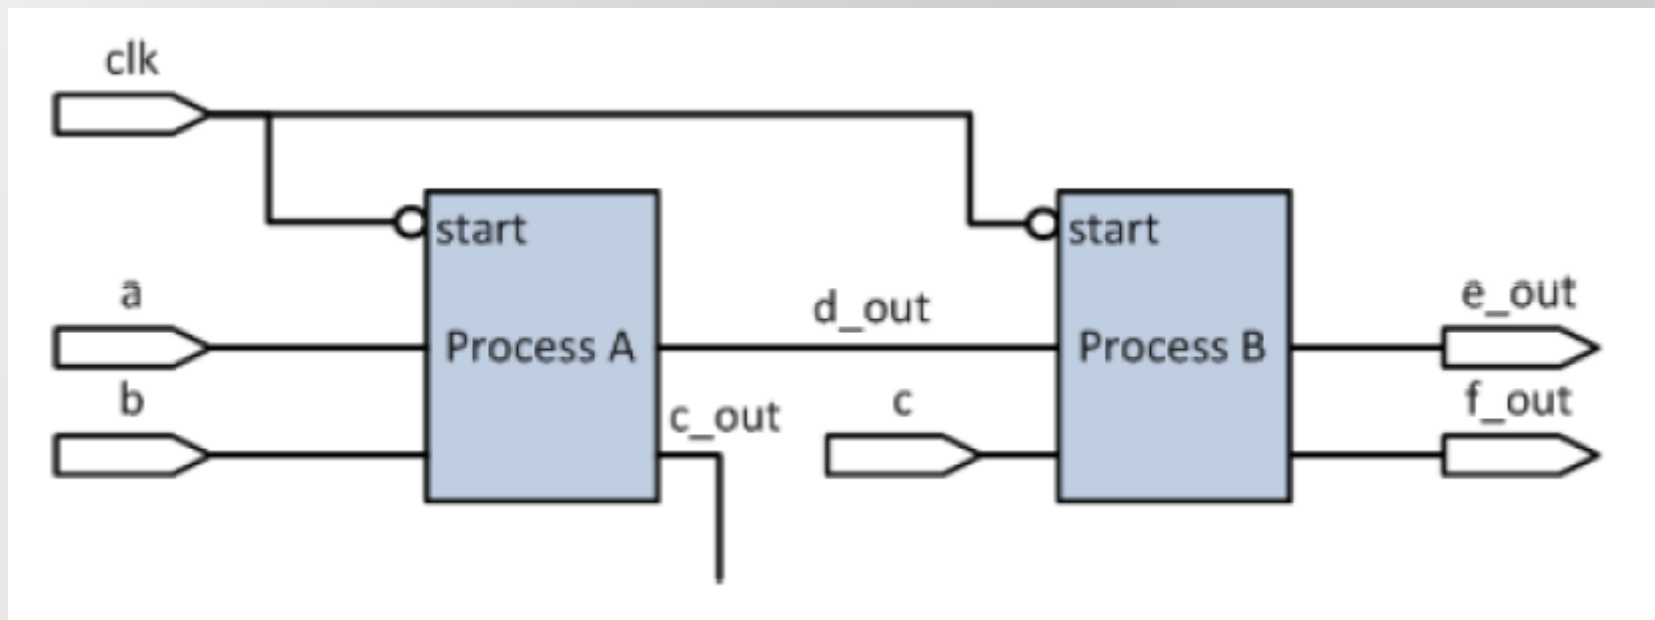 clk
start
start
a
d_out
e_out
Process A
Process B
b
c_out
c
f_out